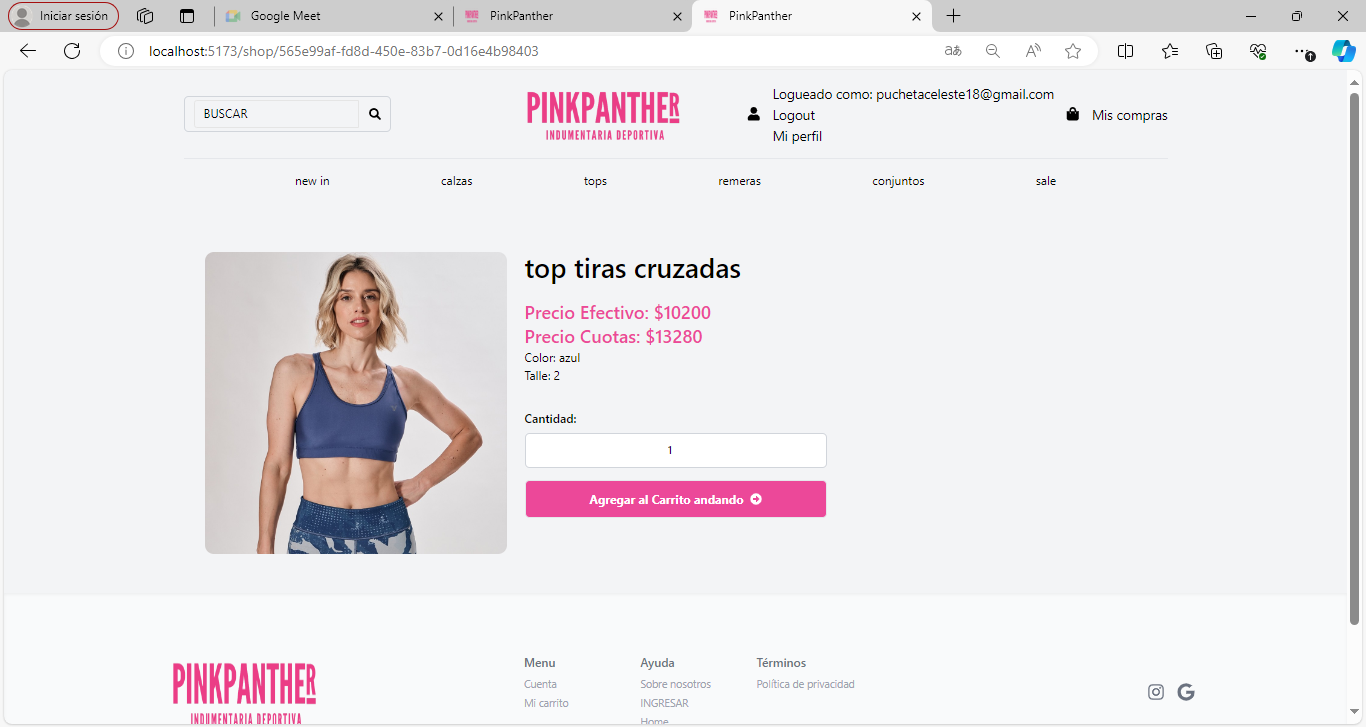 Iniciar sesión
Google Meet
PinkPanther
PinkPanther
localhost:5173/shop/565e99af-fd8d-450e-83b7-0d16e4b98403
BUSCAR
PINKPANTHER
INDUMENTARIA DEPORTIVA
Logueado como: puchetaceleste18@gmail.com
Logout
Mi perfil
Mis compras
new in
calzas
tops
remeras
conjuntos
sale
top tiras cruzadas
Precio Efectivo: $10200
Precio Cuotas: $13280
Color: azul
Talle: 2
Cantidad:
1
Agregar al Carrito andando
PINKPANTHER
INDUMENTARIA DEPORTIVA
Menu
Cuenta
Mi carrito
Ayuda
Sobre nosotros
INGRESAR
Home
Términos
Política de privacidad